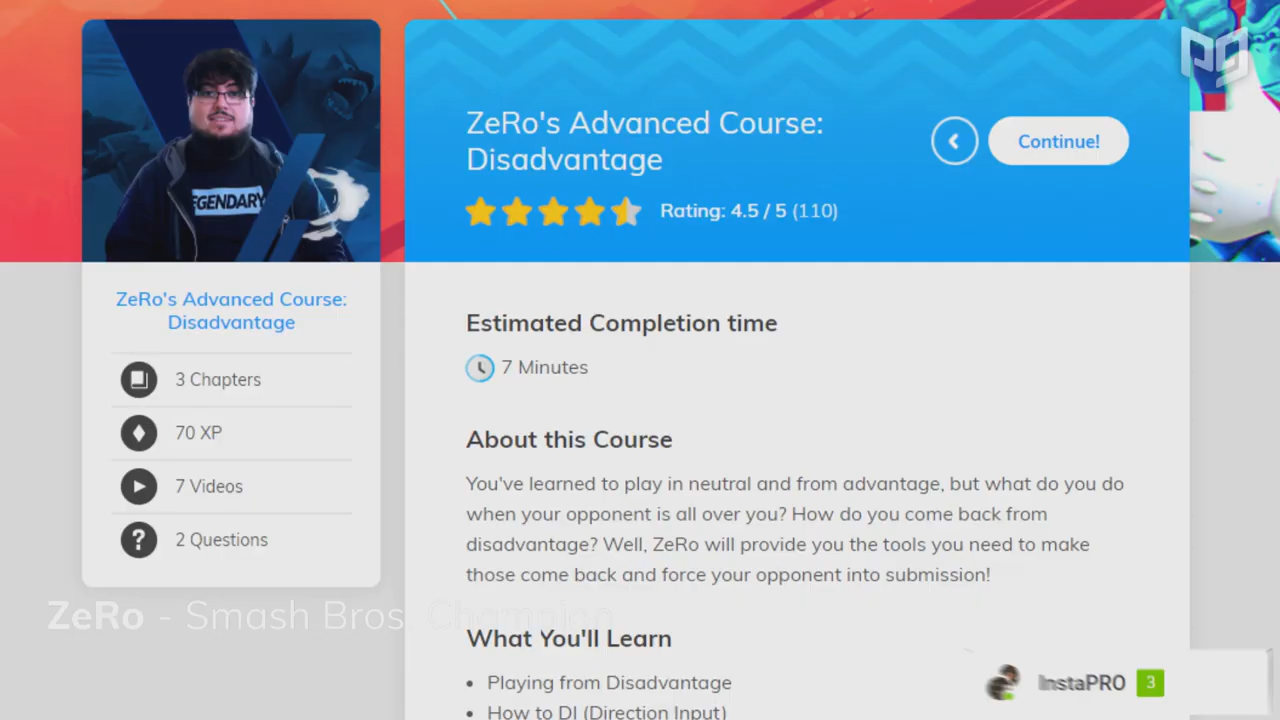 PG
EGENDARY
ZeRo's Advanced Course:
Disadvantage
Continue!
Rating: 4.5 / 5 (110)
ZeRo's Advanced Course:
Disadvantage
3 Chapters
70 XP
7 Videos
? 2 Questions
Estimated Completion time
7 Minutes
About this Course
You've learned to play in neutral and from advantage, but what do you do
when your opponent is all over you? How do you come back from
disadvantage? Well, ZeRo will provide you the tools you need to make
those come back and force your opponent into submission!
ZeRo - Smash Bros. Champion
What You'll Learn
• Playing from Disadvantage
• How to DI (Direction Input)
InstaPRO 3